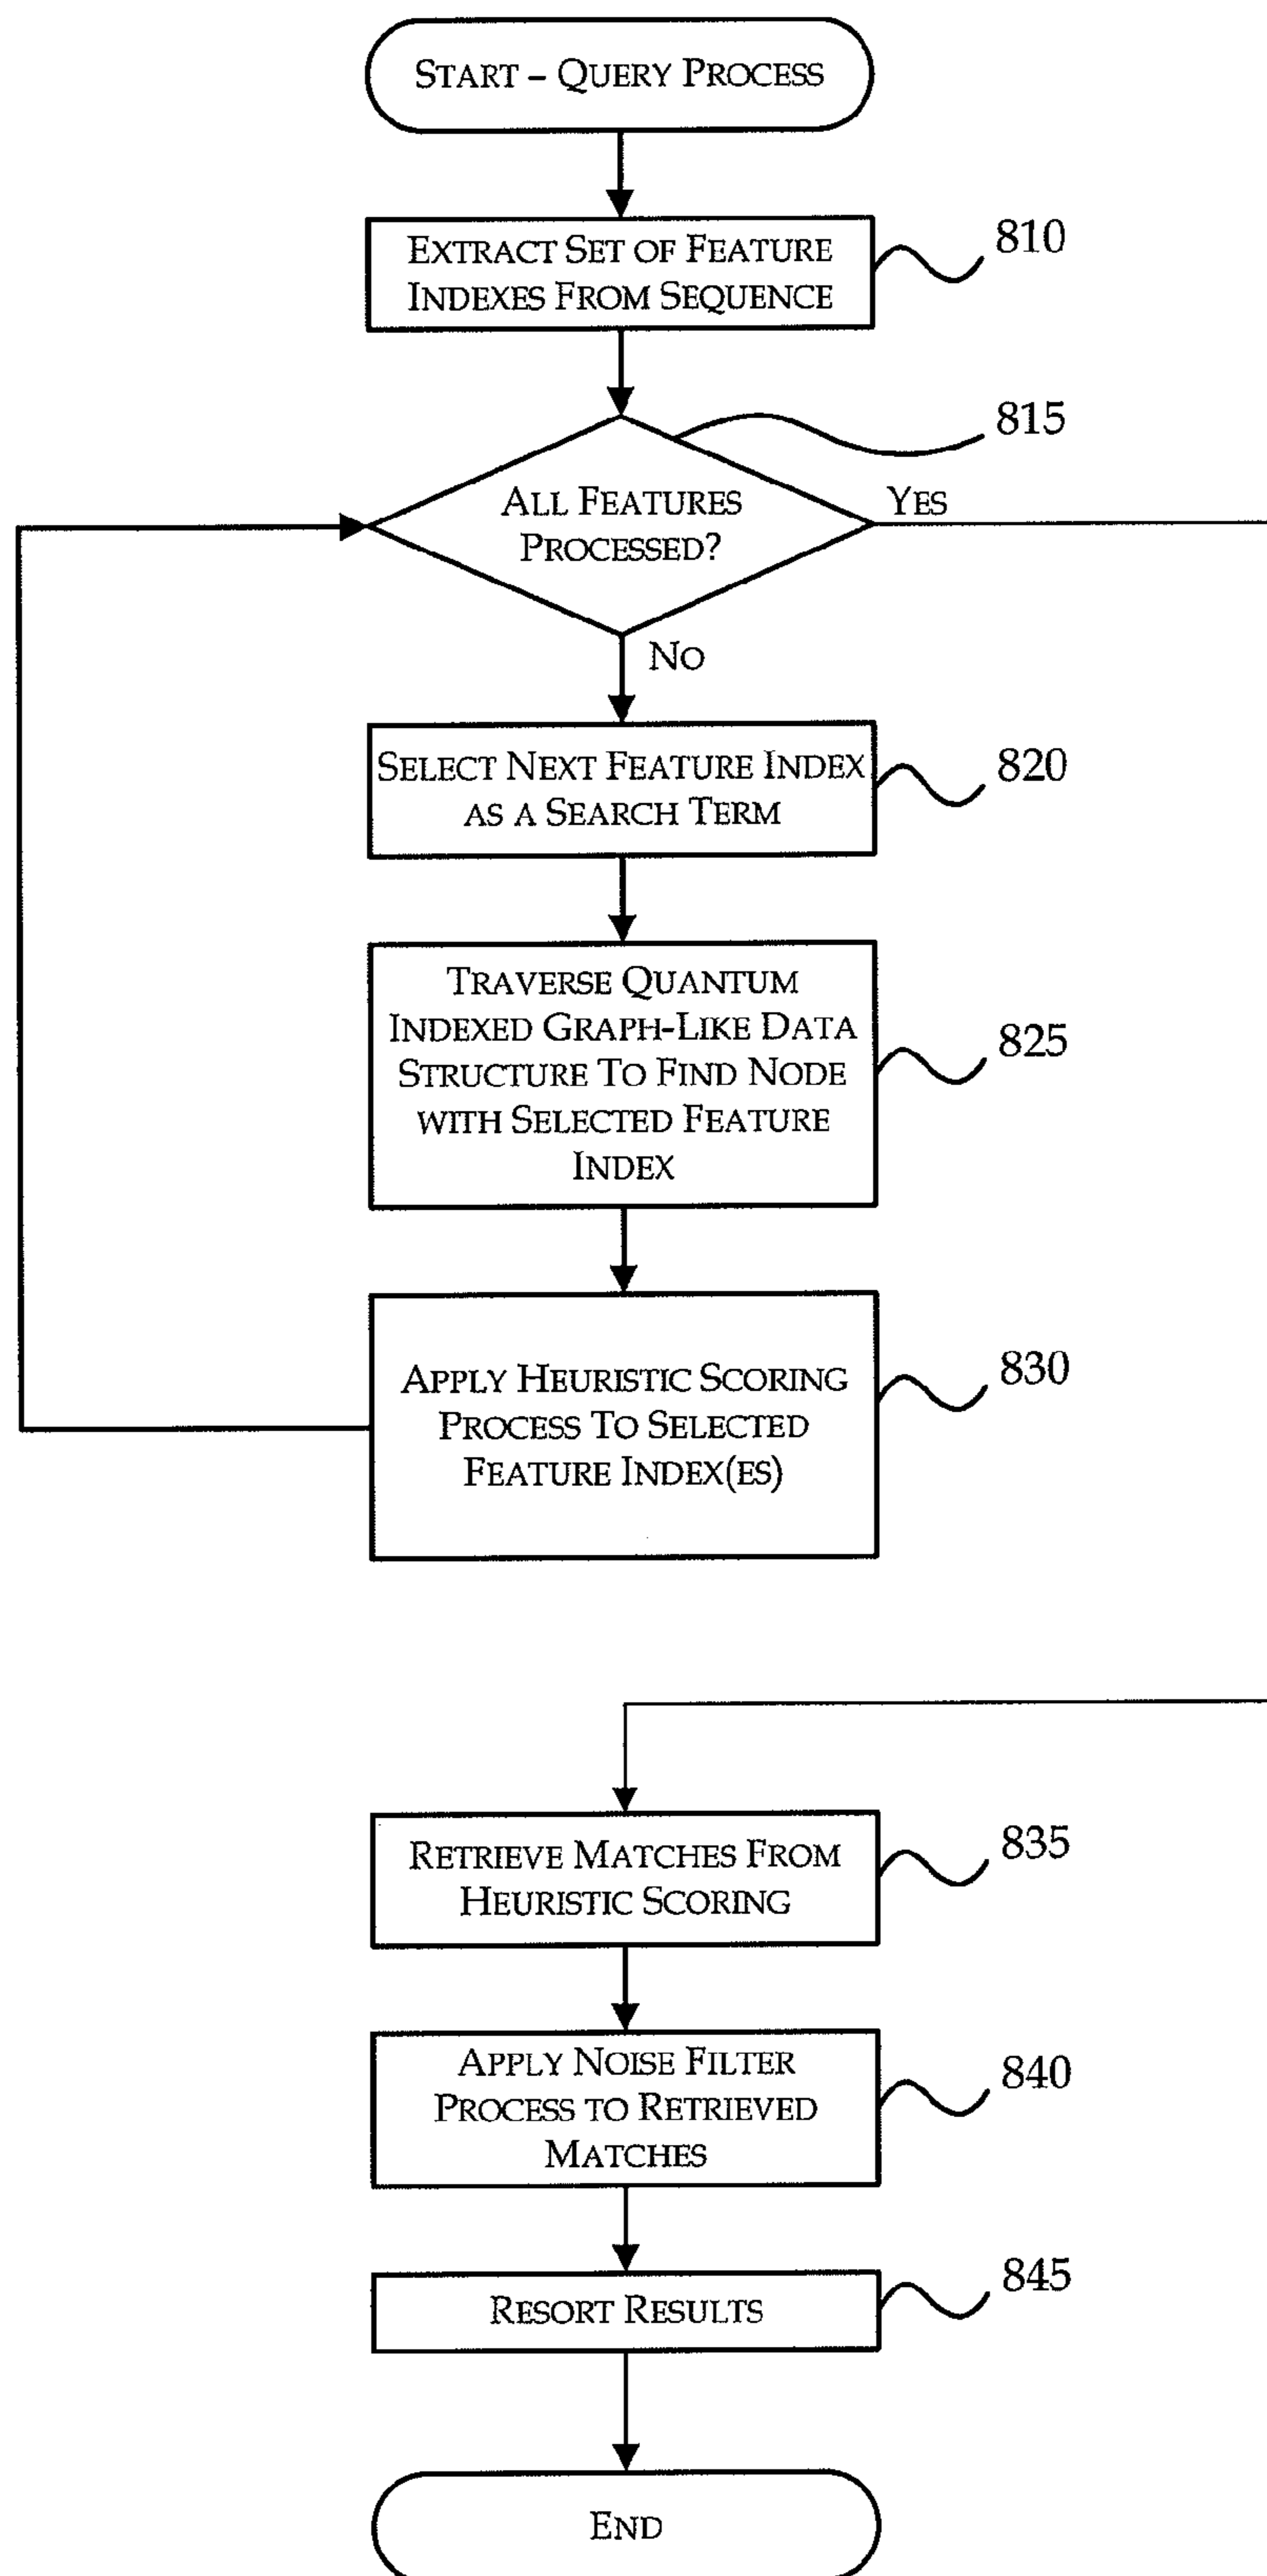 START – QUERY PROCESS
EXTRACT SET OF FEATURE
INDEXES FROM SEQUENCE
810
815
ALL FEATURES
PROCESSED?
YES
NO
SELECT NEXT FEATURE INDEX
AS A SEARCH TERM
820
TRAVERSE QUANTUM
INDEXED GRAPH-LIKE DATA
STRUCTURE TO FIND NODE
WITH SELECTED FEATURE
INDEX
825
APPLY HEURISTIC SCORING
PROCESS TO SELECTED
FEATURE INDEX(ES)
830
RETRIEVE MATCHES FROM
HEURISTIC SCORING
835
APPLY NOISE FILTER
PROCESS TO RETRIEVED
MATCHES
840
RESORT RESULTS
845
END